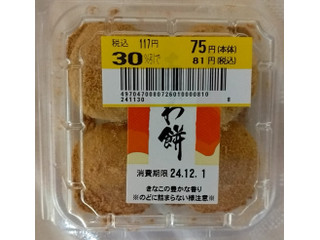 税込 117円
75円(本体)
30
81円(税込)
241130
わ餅
消費期限 24.12.1
きなこの豊かな香り
※のどに詰まらない様注意※